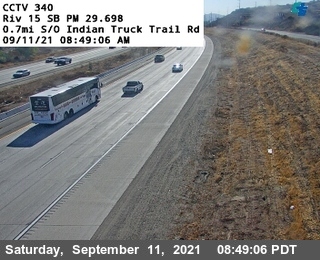 CCTV 340
Riv 15 SB PM 29.698
0.7mi S/O Indian Truck Trail Rd
09/11/21 08:49:06 AM
Saturday, September 11, 2021 08:49:06 PDT